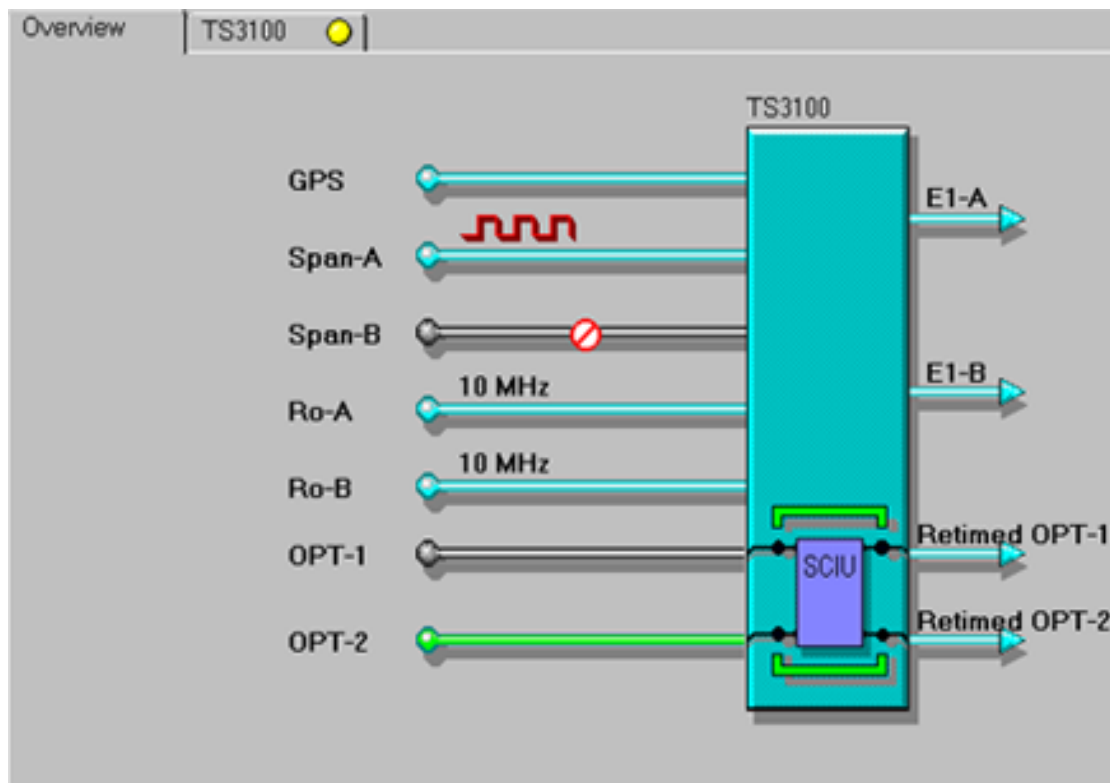 Overview
TS3100
TS3100
GPS
E1-A
Span-A
Span-B
E1-B
10 MHz
Ro-A
10 MHz
Ro-B
Retimed OPT-1
OPT-1
SCIU
Retimed OPT-2
OPT-2